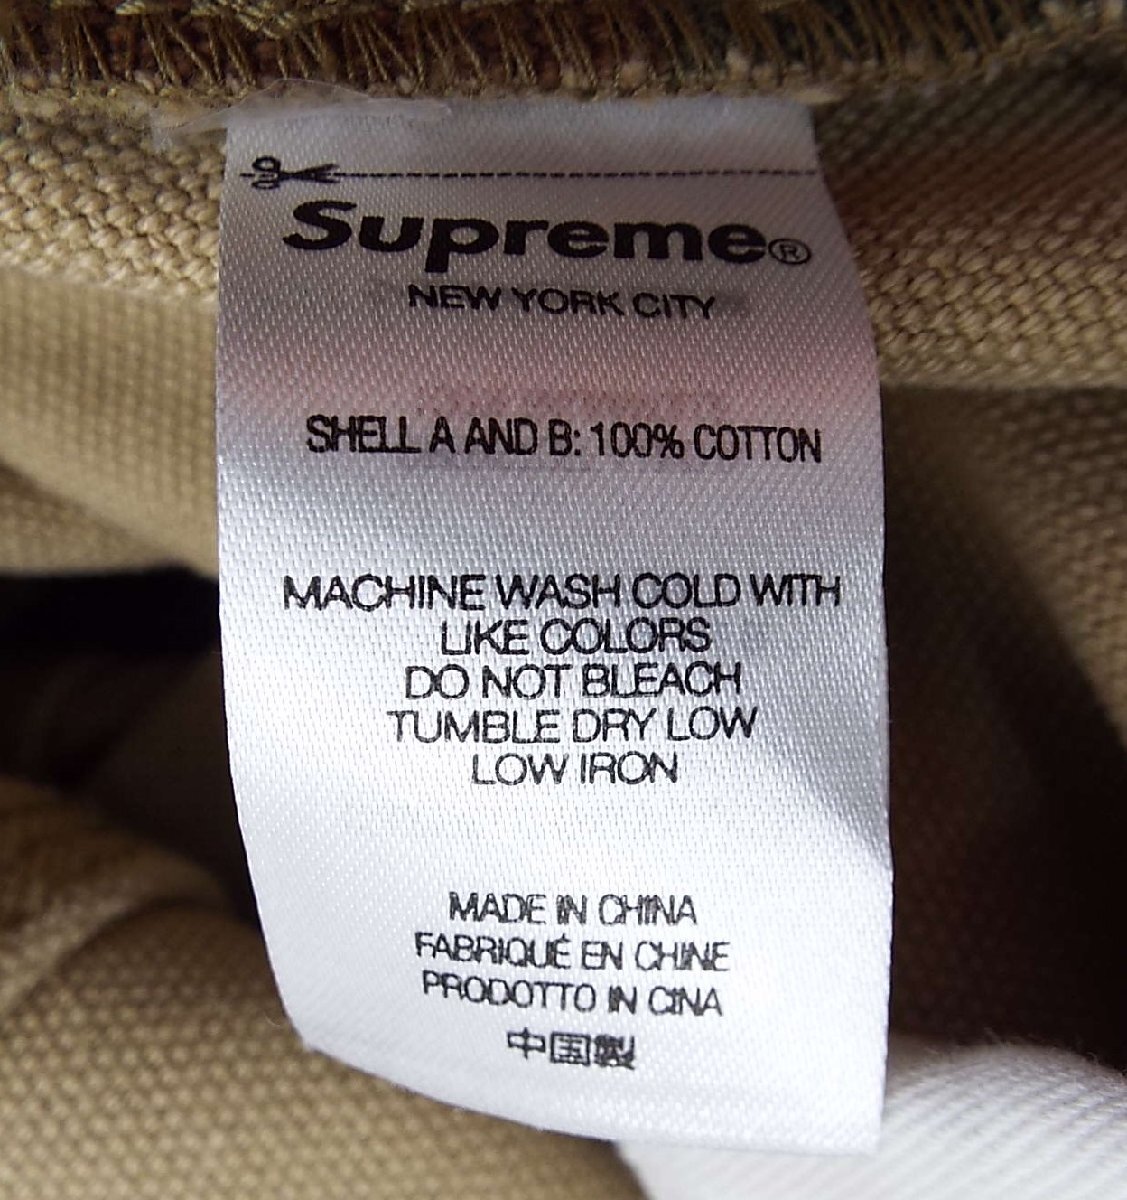 Supreme®
NEW YORK CITY
SHELL A AND B: 100% COTTON
MACHINE WASH COLD WITH
LIKE COLORS
DO NOT BLEACH
TUMBLE DRY LOW
LOW IRON
MADE IN CHINA
FABRIQUÉ EN CHINE
PRODOTTO IN CINA
中国製